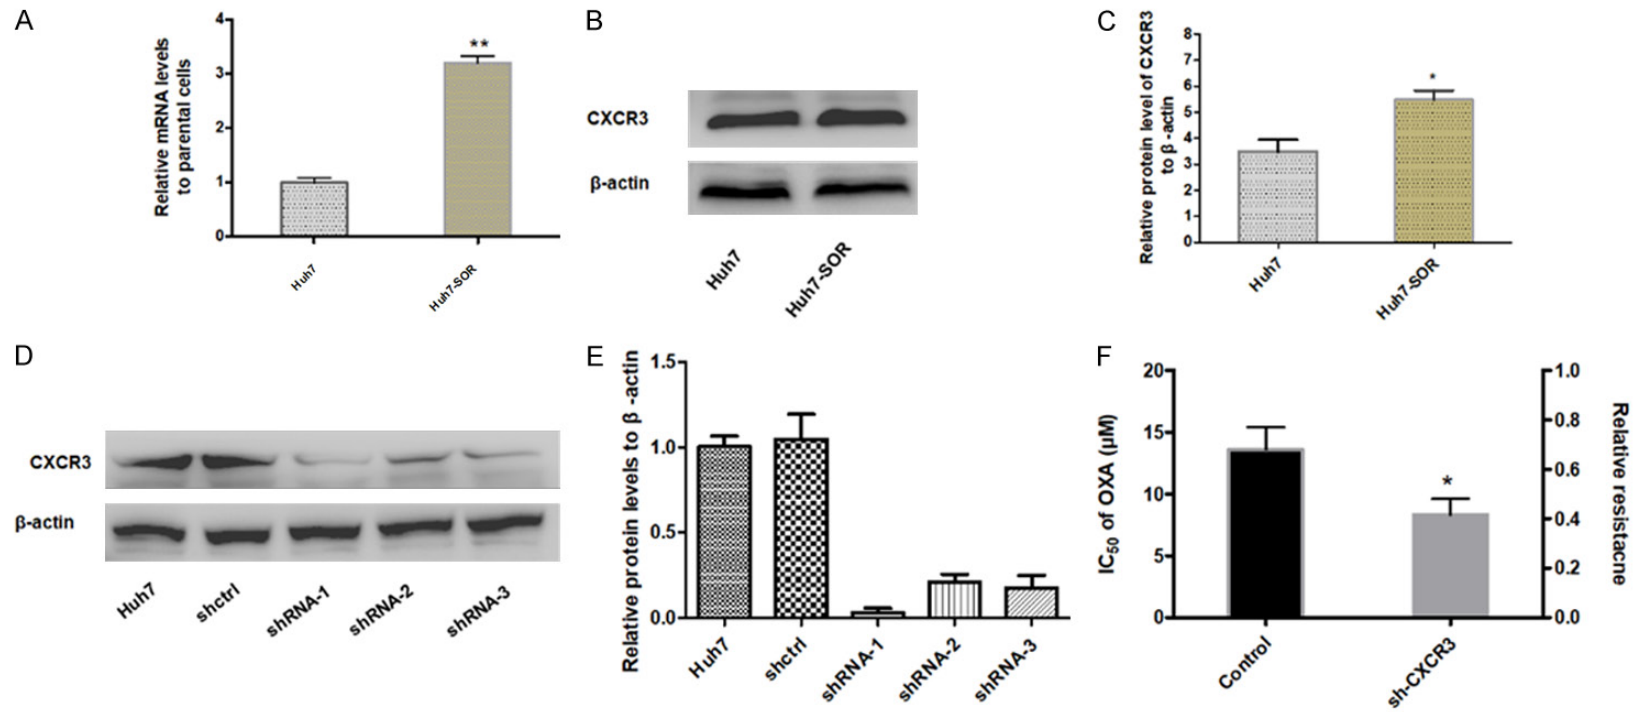 A
Relative mRNA levels
to parental cells
4
3
2
1
0
**
Huh7
Huh7-SOR
B
CXCR3
β-actin
Huh7
Huh7-SOR
C
Relative protein level of CXCR3
to β -actin
8
7
6
5
4
3
2
1
0
*
Huh7
Huh7-SOR
D
CXCR3
β-actin
Huh7
shctrl
shRNA-1
shRNA-2
shRNA-3
E
Relative protein levels to β -actin
1.5
1.0
0.5
0.0
Huh7
shctrl
shRNA-1
shRNA-2
shRNA-3
F
IC50 of OXA (μM)
20
15
10
5
0
*
1.0
0.8
0.6
0.4
0.2
0.0
Relative resistacne
Control
sh-CXCR3